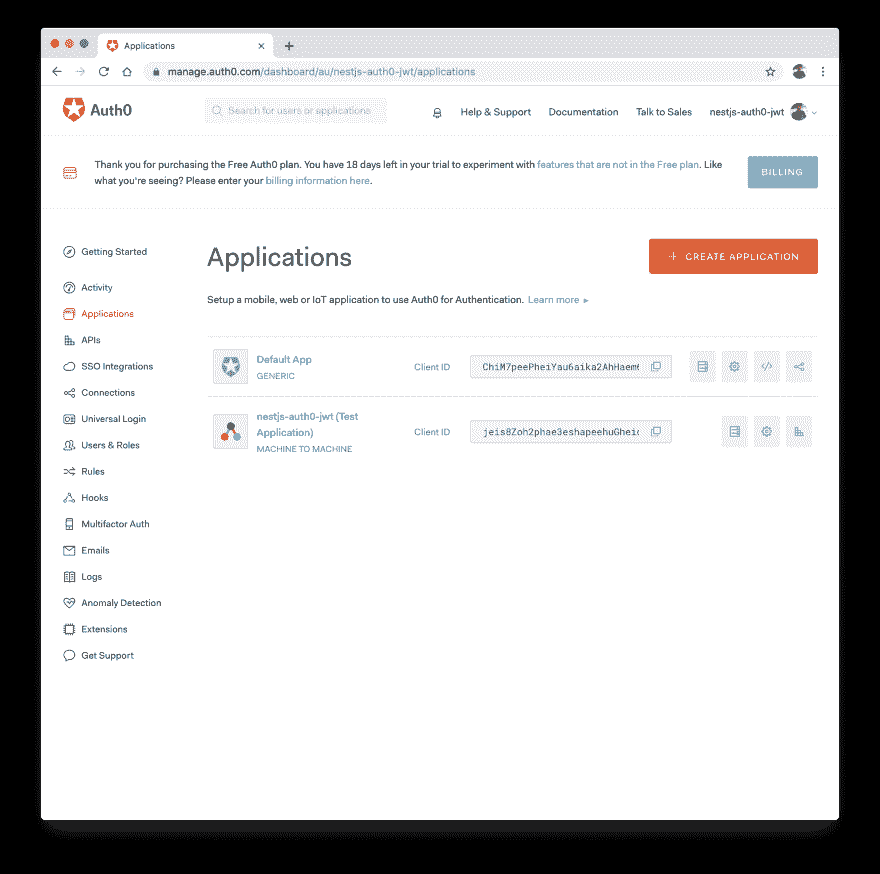 Applications
manage.auth0.com/dashboard/au/nestjs-auth0-jwt/applications
Auth0
Search for users or applications
Help & Support
Documentation
Talk to Sales
nestjs-auth0-jwt
Thank you for purchasing the Free Auth0 plan. You have 18 days left in your trial to experiment with features that are not in the Free plan. Like
what you're seeing? Please enter your billing information here.
BILLING
Getting Started
Activity
Applications
APIs
SSO Integrations
Connections
Universal Login
Users & Roles
Rules
Hooks
Multifactor Auth
Emails
Logs
Anomaly Detection
Extensions
Get Support
Applications
+ CREATE APPLICATION
Setup a mobile, web or IoT application to use Auth0 for Authentication. Learn more ▸
Default App
GENERIC
Client ID
ChiM7peePheiYau6aika2AhHaem6
nestjs-auth0-jwt (Test
Application)
MACHINE TO MACHINE
Client ID
jeis8Zoh2phae3eshapeehuGheic